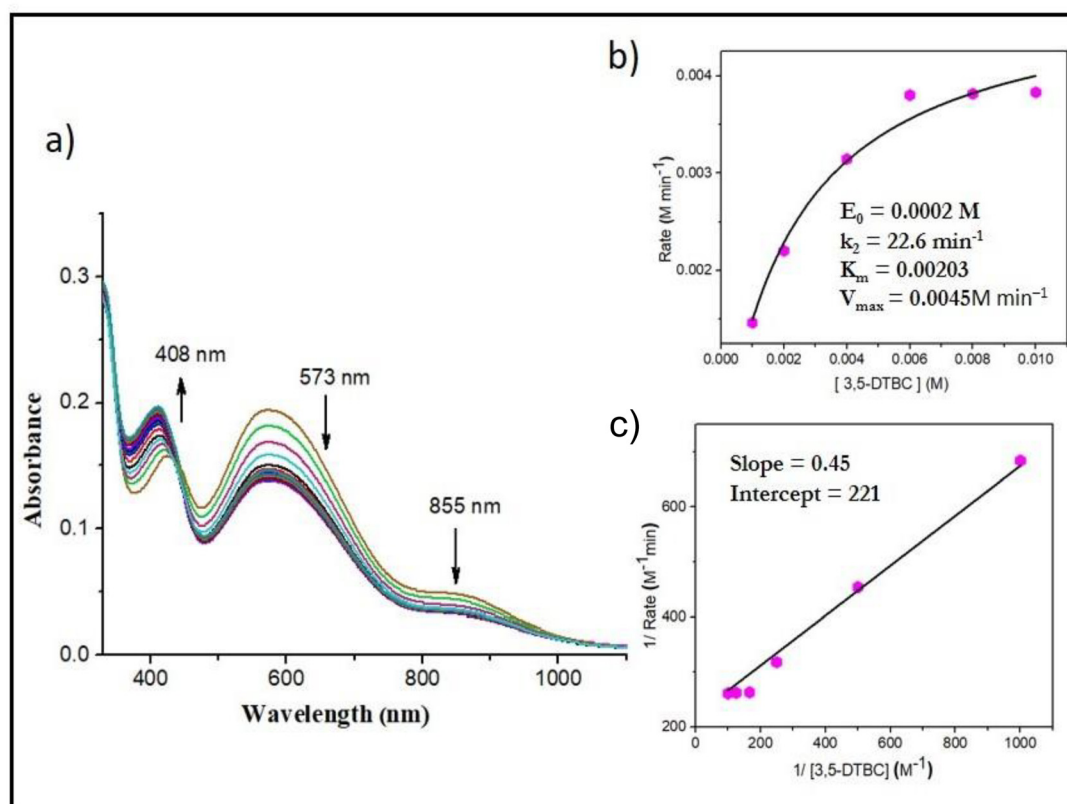 a)
0.3
0.2
0.1
0.0
Absorbance
408 nm
573 nm
855 nm
400 600 800 1000
Wavelength (nm)
b)
0.004
0.003
0.002
Rate (M min⁻¹)
E₀ = 0.0002 M
k₂ = 22.6 min⁻¹
Kₘ = 0.00203
Vₘₐₓ = 0.0045M min⁻¹
0.000 0.002 0.004 0.006 0.008 0.010
[ 3,5-DTBC ] (M)
c)
600
400
200
1/ Rate (M⁻¹min)
Slope = 0.45
Intercept = 221
0 200 400 600 800 1000
1/ [3,5-DTBC] (M⁻¹)